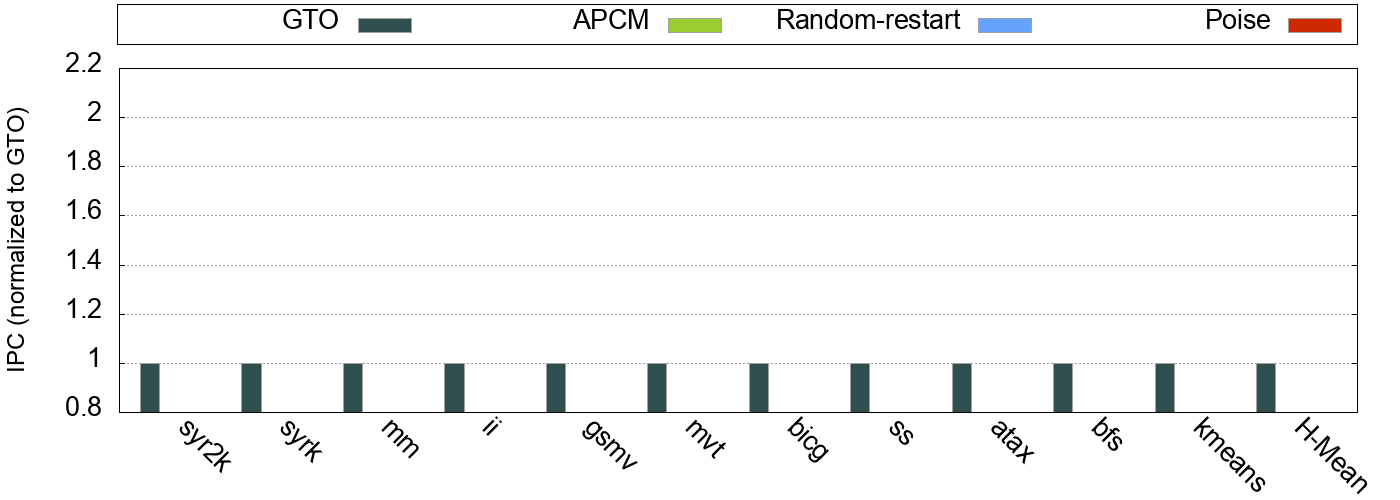 GTO APCM Random-restart Poise
IPC (normalized to GTO)
2.2
2
1.8
1.6
1.4
1.2
1
0.8
syr2k syrk mm ii gsmv mvt bicg ss atax bfs kmeans H-Mean